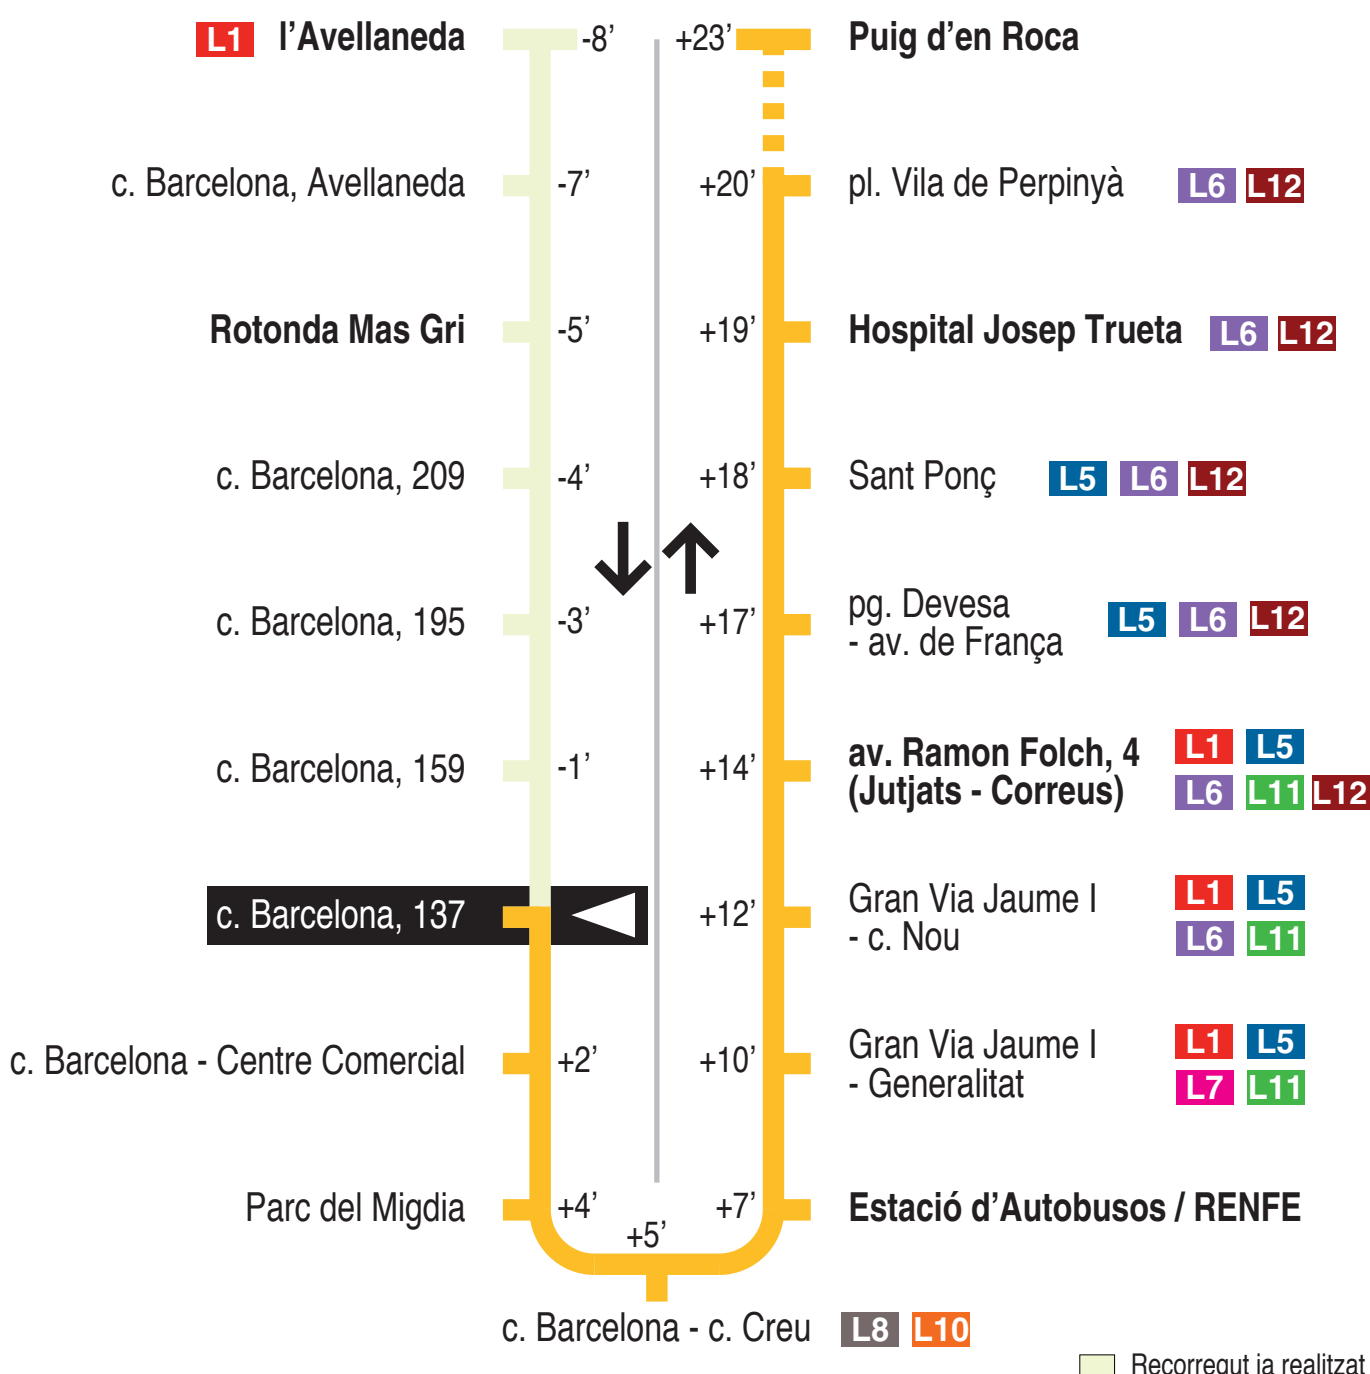 L1 l'Avellaneda -8’ +23’ Puig d’en Roca
c. Barcelona, Avellaneda -7’ +20’ pl. Vila de Perpinyà L6 L12
Rotonda Mas Gri -5’ +19’ Hospital Josep Trueta L6 L12
c. Barcelona, 209 -4’ +18’ Sant Ponç L5 L6 L12
c. Barcelona, 195 -3’ +17’ pg. Devesa
- av. de França L5 L6 L12
c. Barcelona, 159 -1’ +14’ av. Ramon Folch, 4 L1 L5
(Jutjats - Correus) L6 L11 L12
c. Barcelona, 137 +12’ Gran Via Jaume I L1 L5
- c. Nou L6 L11
c. Barcelona - Centre Comercial +2’ +10’ Gran Via Jaume I L1 L5
- Generalitat L7 L11
Parc del Migdia +4’ +7’ Estació d’Autobusos / RENFE
+5’
c. Barcelona - c. Creu L8 L10
Recorregut ja realitzat